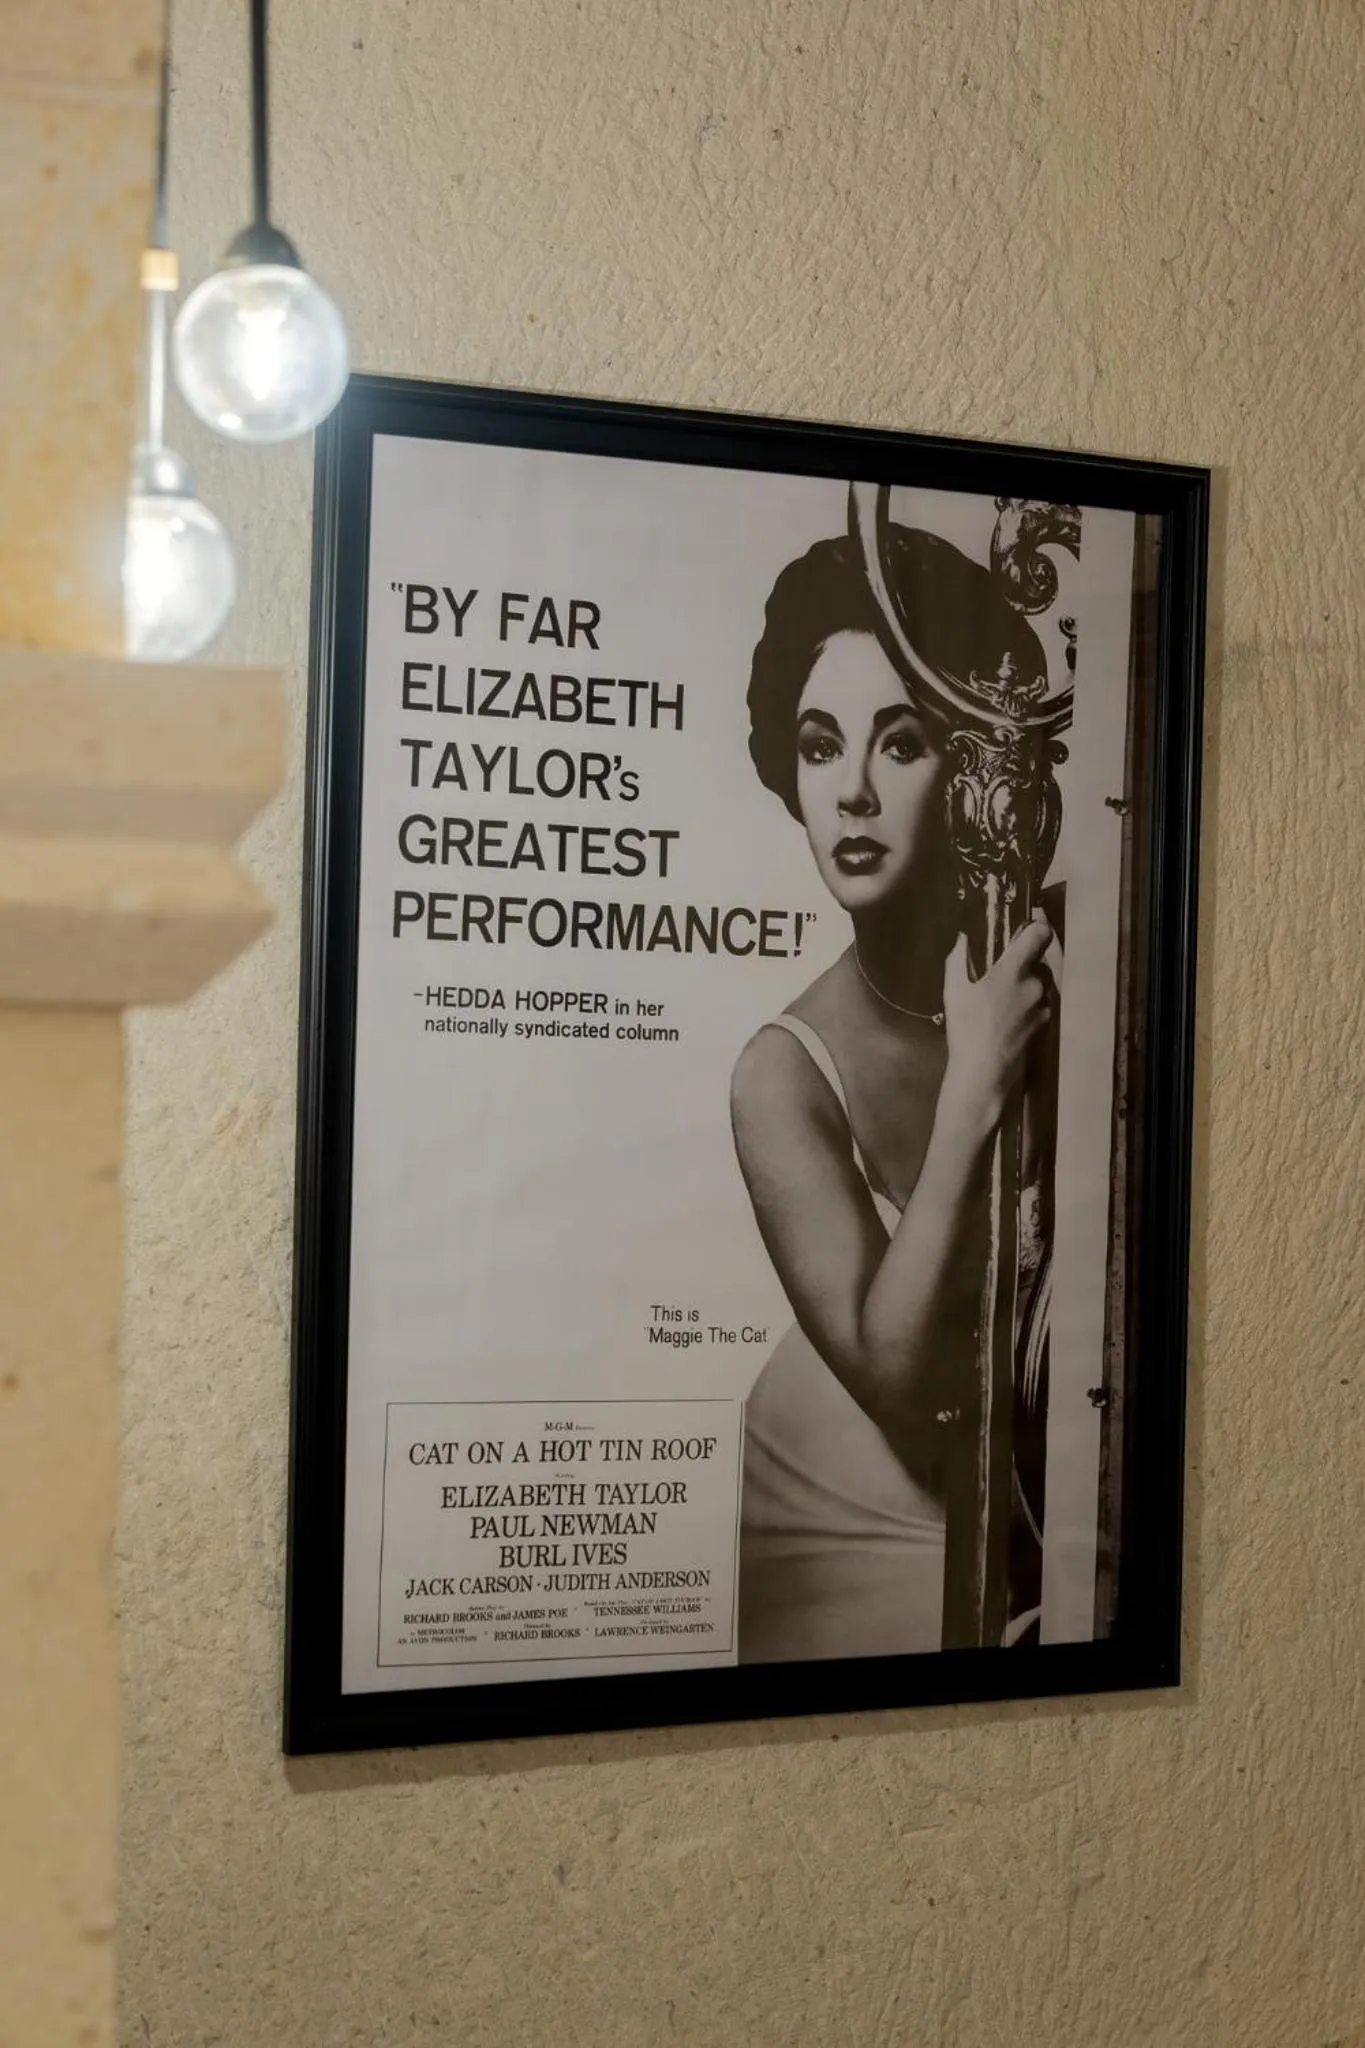 "BY FAR
ELIZABETH
TAYLOR's
GREATEST
PERFORMANCE!"
-HEDDA HOPPER in her
nationally syndicated column
This is
"Maggie The Cat"
M-G-M
CAT ON A HOT TIN ROOF
ELIZABETH TAYLOR
PAUL NEWMAN
BURL IVES
JACK CARSON · JUDITH ANDERSON
RICHARD BROOKS and JAMES POE · TENNESSEE WILLIAMS
in METROCOLOR
AN AVON PRODUCTION · RICHARD BROOKS · LAWRENCE WEINGARTEN